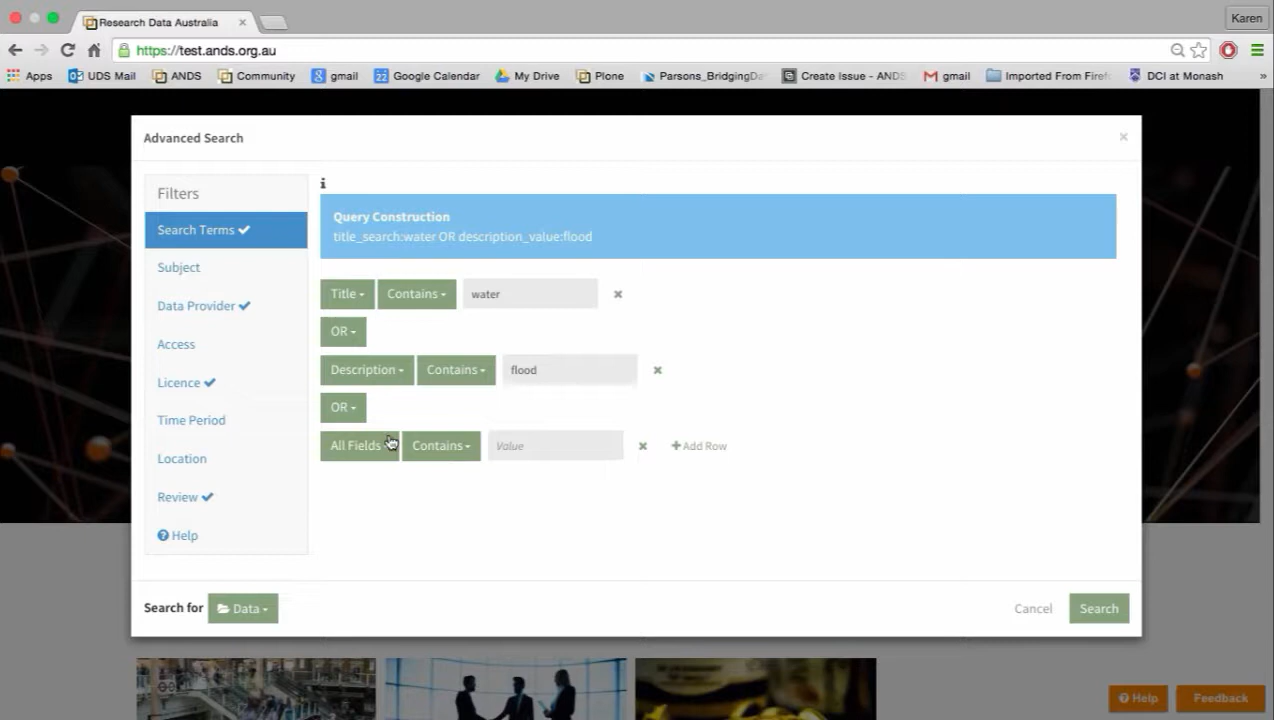 Research Data Australia
Karen
https://test.ands.org.au
Apps UDS Mail ANDS Community gmail Google Calendar My Drive Plone Parsons_BridgingDa Create Issue - ANDS gmail Imported From Firef DCI at Monash »
Advanced Search
Filters
Search Terms
Subject
Data Provider
Access
Licence
Time Period
Location
Review
Help
Query Construction
title_search:water OR description_value:flood
Title Contains water
OR
Description Contains flood
OR
All Fields Contains Value Add Row
Search for Data
Cancel Search
Help Feedback